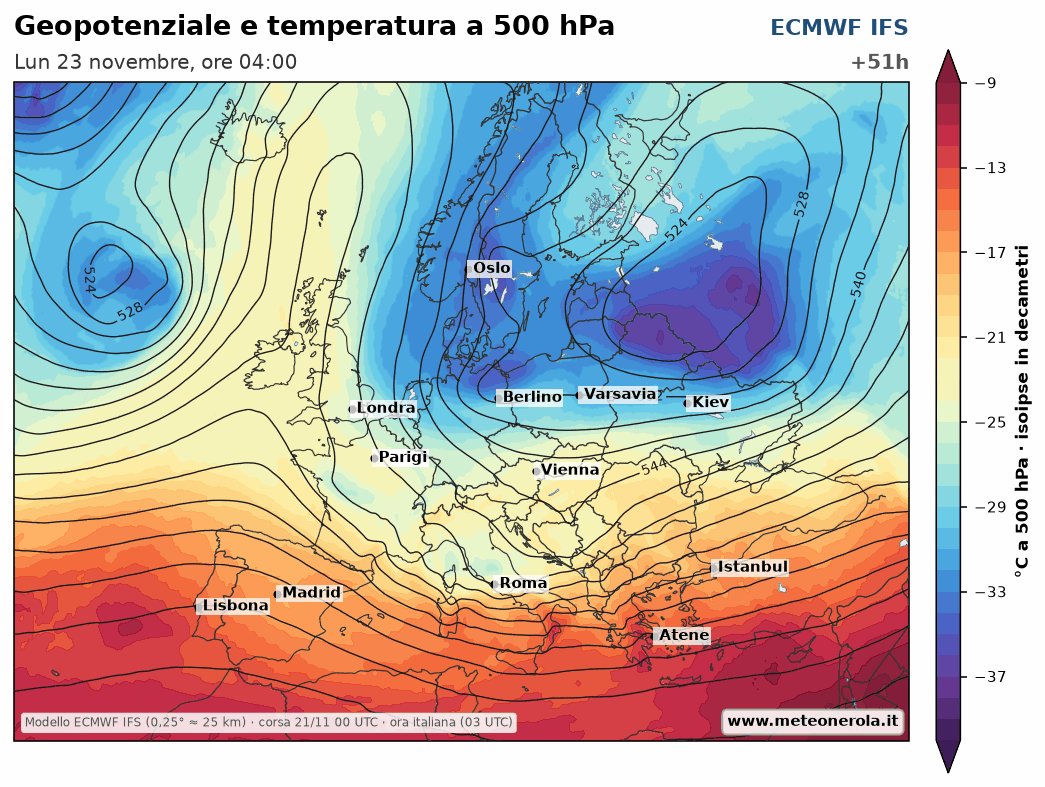 Geopotenziale e temperatura a 500 hPa
ECMWF IFS
Lun 23 novembre, ore 04:00
+51h
−9
−13
−17
−21
−25
−29
−33
−37
°C a 500 hPa · isoipse in decametri
528
524
540
524
528
544
Oslo
Berlino
Varsavia
Kiev
Londra
Parigi
Vienna
Istanbul
Roma
Madrid
Lisbona
Atene
Modello ECMWF IFS (0,25° ≈ 25 km) · corsa 21/11 00 UTC · ora italiana (03 UTC)
www.meteonerola.it